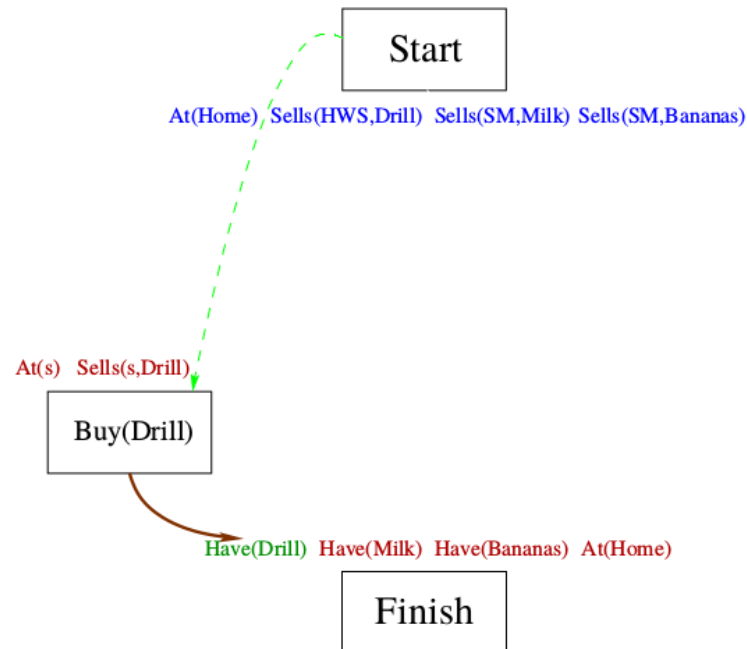 Start
At(Home) Sells(HWS,Drill) Sells(SM,Milk) Sells(SM,Bananas)
At(s) Sells(s,Drill)
Buy(Drill)
Have(Drill) Have(Milk) Have(Bananas) At(Home)
Finish